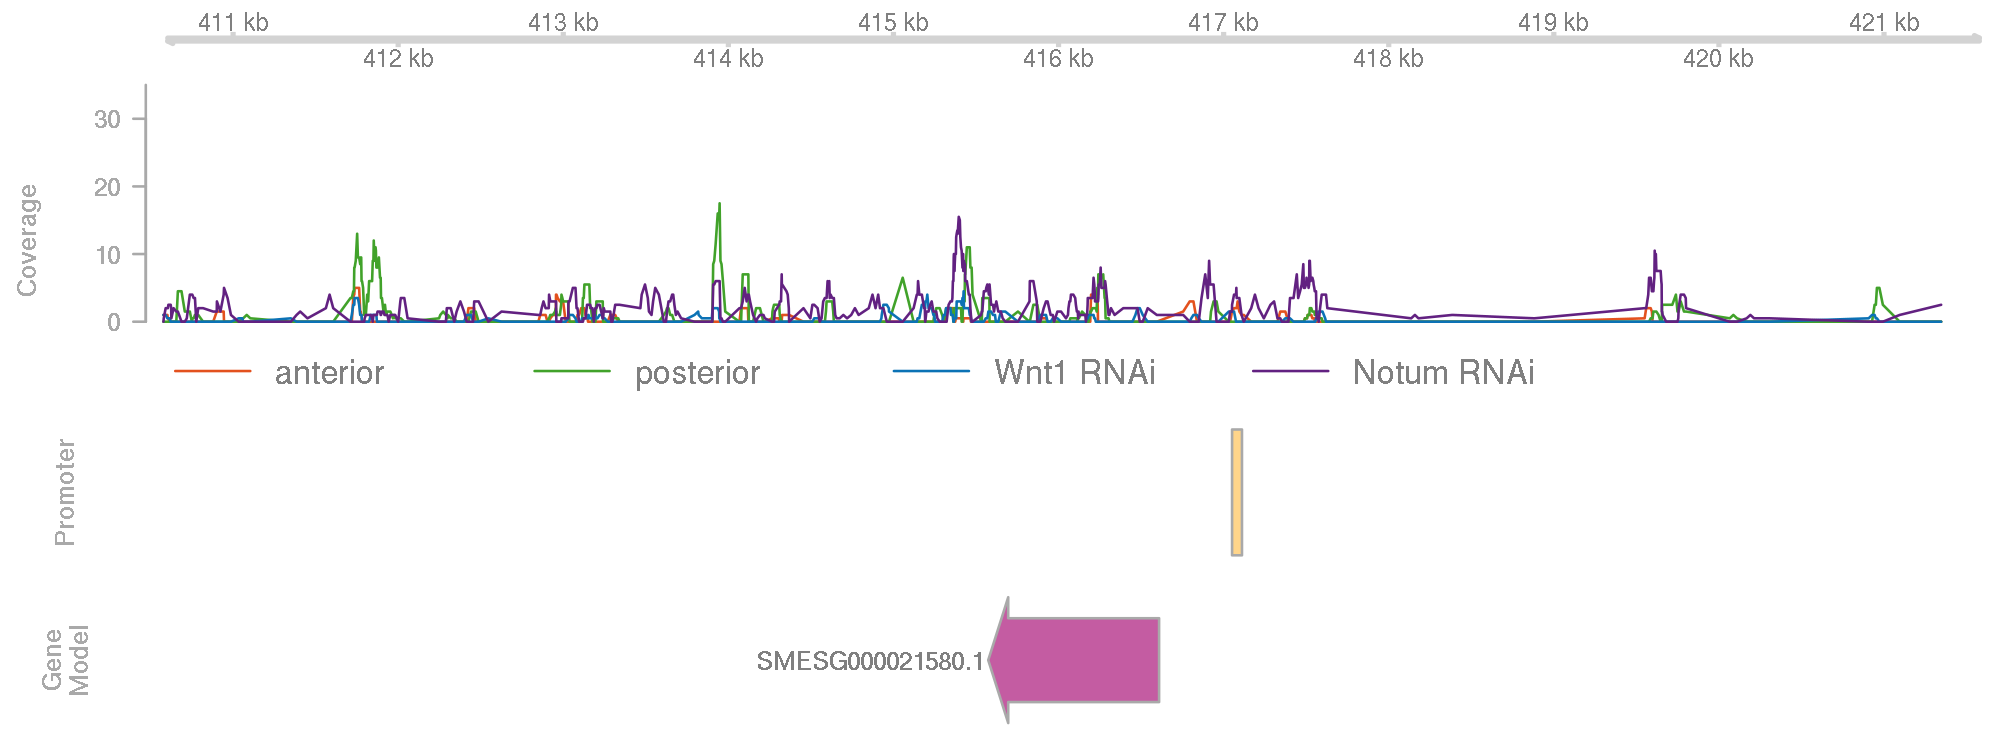 411 kb 413 kb 415 kb 417 kb 419 kb 421 kb
412 kb 414 kb 416 kb 418 kb 420 kb
30
20
10
0
Coverage
anterior posterior Wnt1 RNAi Notum RNAi
Promoter
Gene
Model
SMESG000021580.1